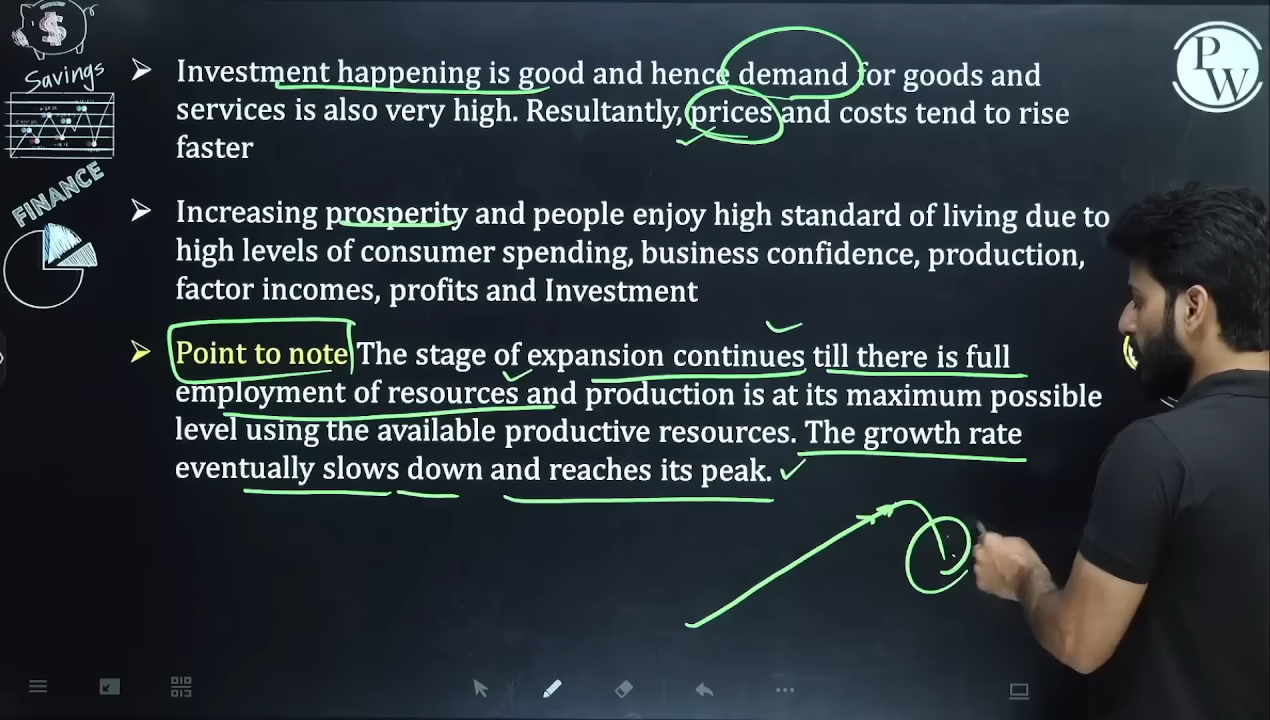 $
Savings
FINANCE
P
W
Investment happening is good and hence demand for goods and
services is also very high. Resultantly, prices and costs tend to rise
faster
Increasing prosperity and people enjoy high standard of living due to
high levels of consumer spending, business confidence, production,
factor incomes, profits and Investment
Point to note The stage of expansion continues till there is full
employment of resources and production is at its maximum possible
level using the available productive resources. The growth rate
eventually slows down and reaches its peak.